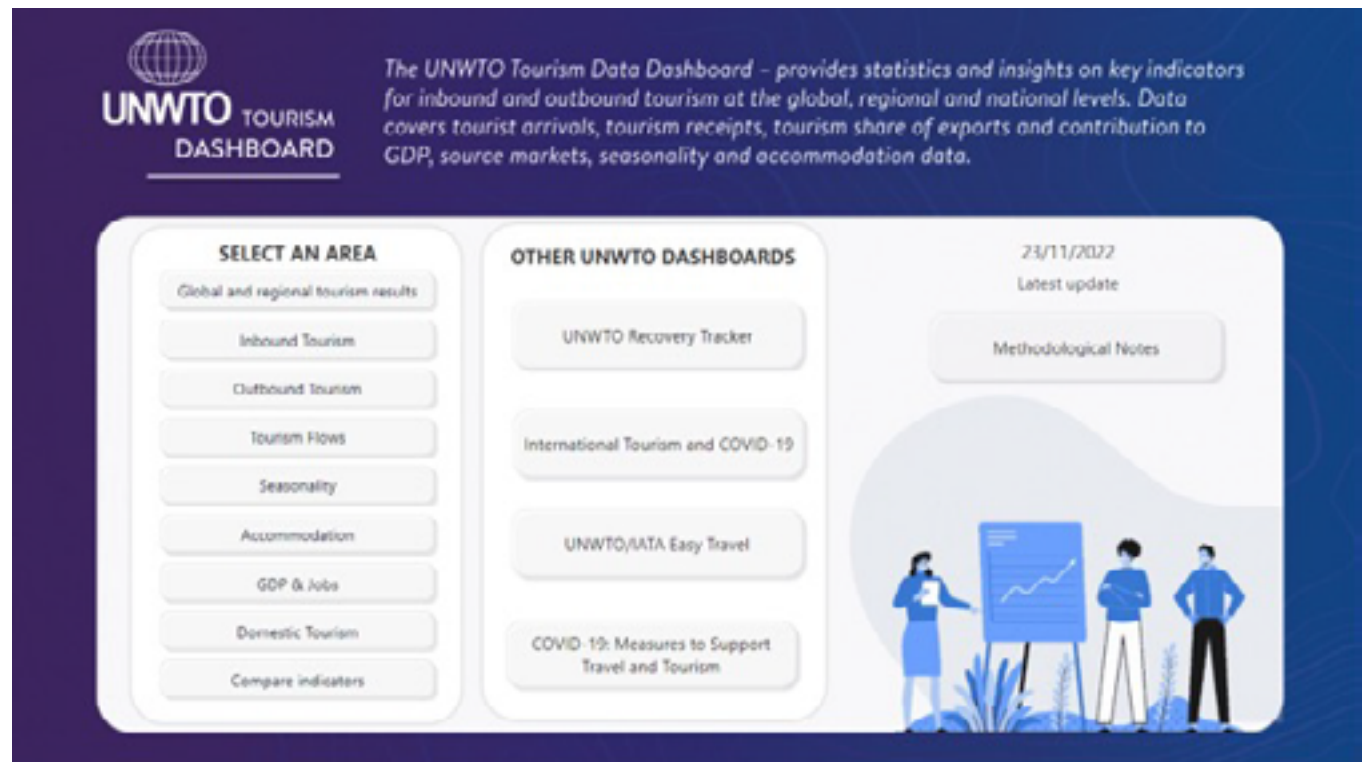 UNWTO TOURISM
DASHBOARD
The UNWTO Tourism Data Dashboard – provides statistics and insights on key indicators
for inbound and outbound tourism at the global, regional and national levels. Data
covers tourist arrivals, tourism receipts, tourism share of exports and contribution to
GDP, source markets, seasonality and accommodation data.
SELECT AN AREA
Global and regional tourism results
Inbound Tourism
Outbound Tourism
Tourism Flows
Seasonality
Accommodation
GDP & Jobs
Domestic Tourism
Compare indicators
OTHER UNWTO DASHBOARDS
UNWTO Recovery Tracker
International Tourism and COVID-19
UNWTO/IATA Easy Travel
COVID-19: Measures to Support
Travel and Tourism
23/11/2022
Latest update
Methodological Notes